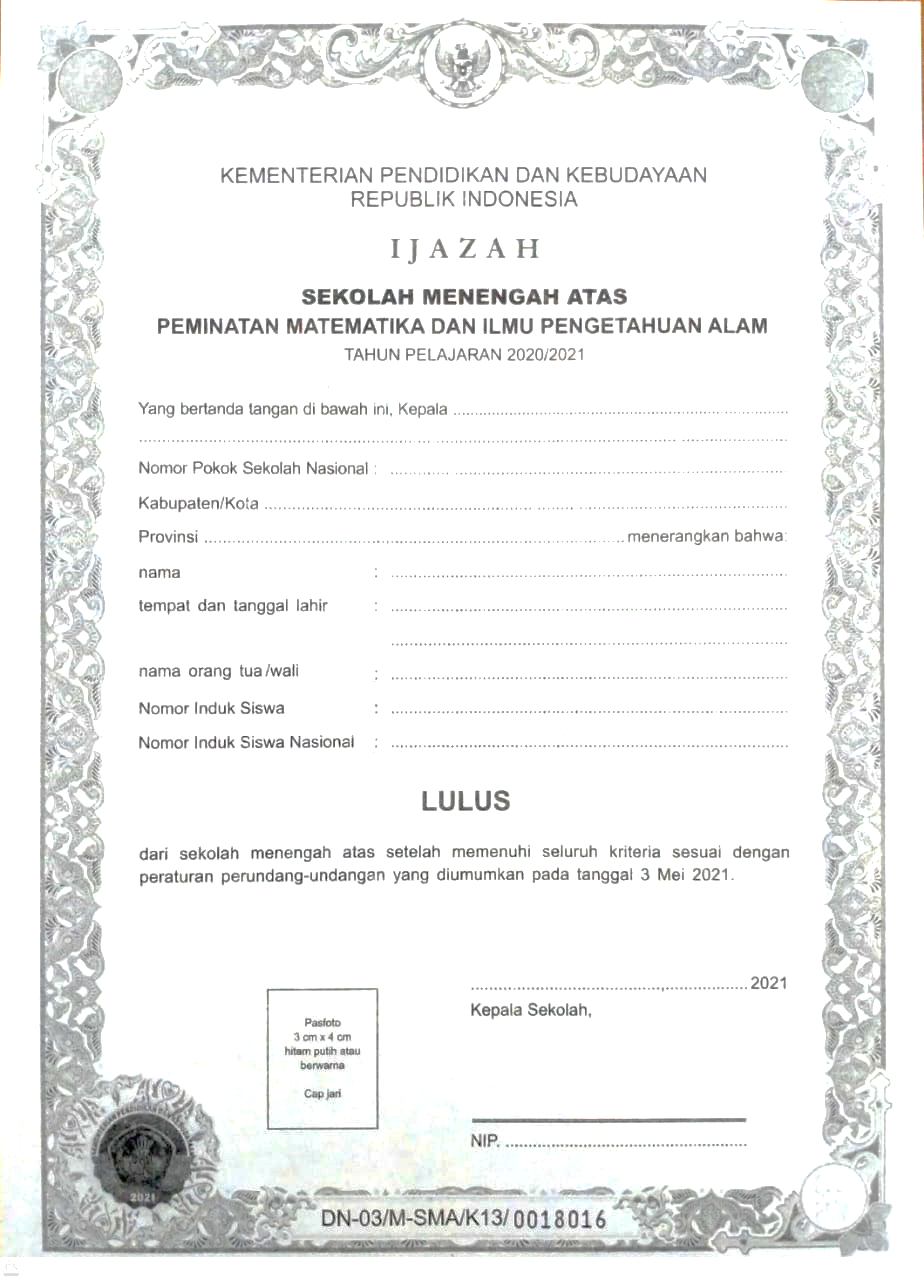 KEMENTERIAN PENDIDIKAN DAN KEBUDAYAAN
REPUBLIK INDONESIA
IJAZAH
SEKOLAH MENENGAH ATAS
PEMINATAN MATEMATIKA DAN ILMU PENGETAHUAN ALAM
TAHUN PELAJARAN 2020/2021
Yang bertanda tangan di bawah ini, Kepala
Nomor Pokok Sekolah Nasional :
Kabupaten/Kota
Provinsi menerangkan bahwa:
nama :
tempat dan tanggal lahir :
nama orang tua/wali :
Nomor Induk Siswa :
Nomor Induk Siswa Nasional :
LULUS
dari sekolah menengah atas setelah memenuhi seluruh kriteria sesuai dengan
peraturan perundang-undangan yang diumumkan pada tanggal 3 Mei 2021.
, 2021
Kepala Sekolah,
Pasfoto
3 cm x 4 cm
hitam putih atau
berwarna
Cap jari
NIP.
2021
DN-03/M-SMA/K13/0018016
CS